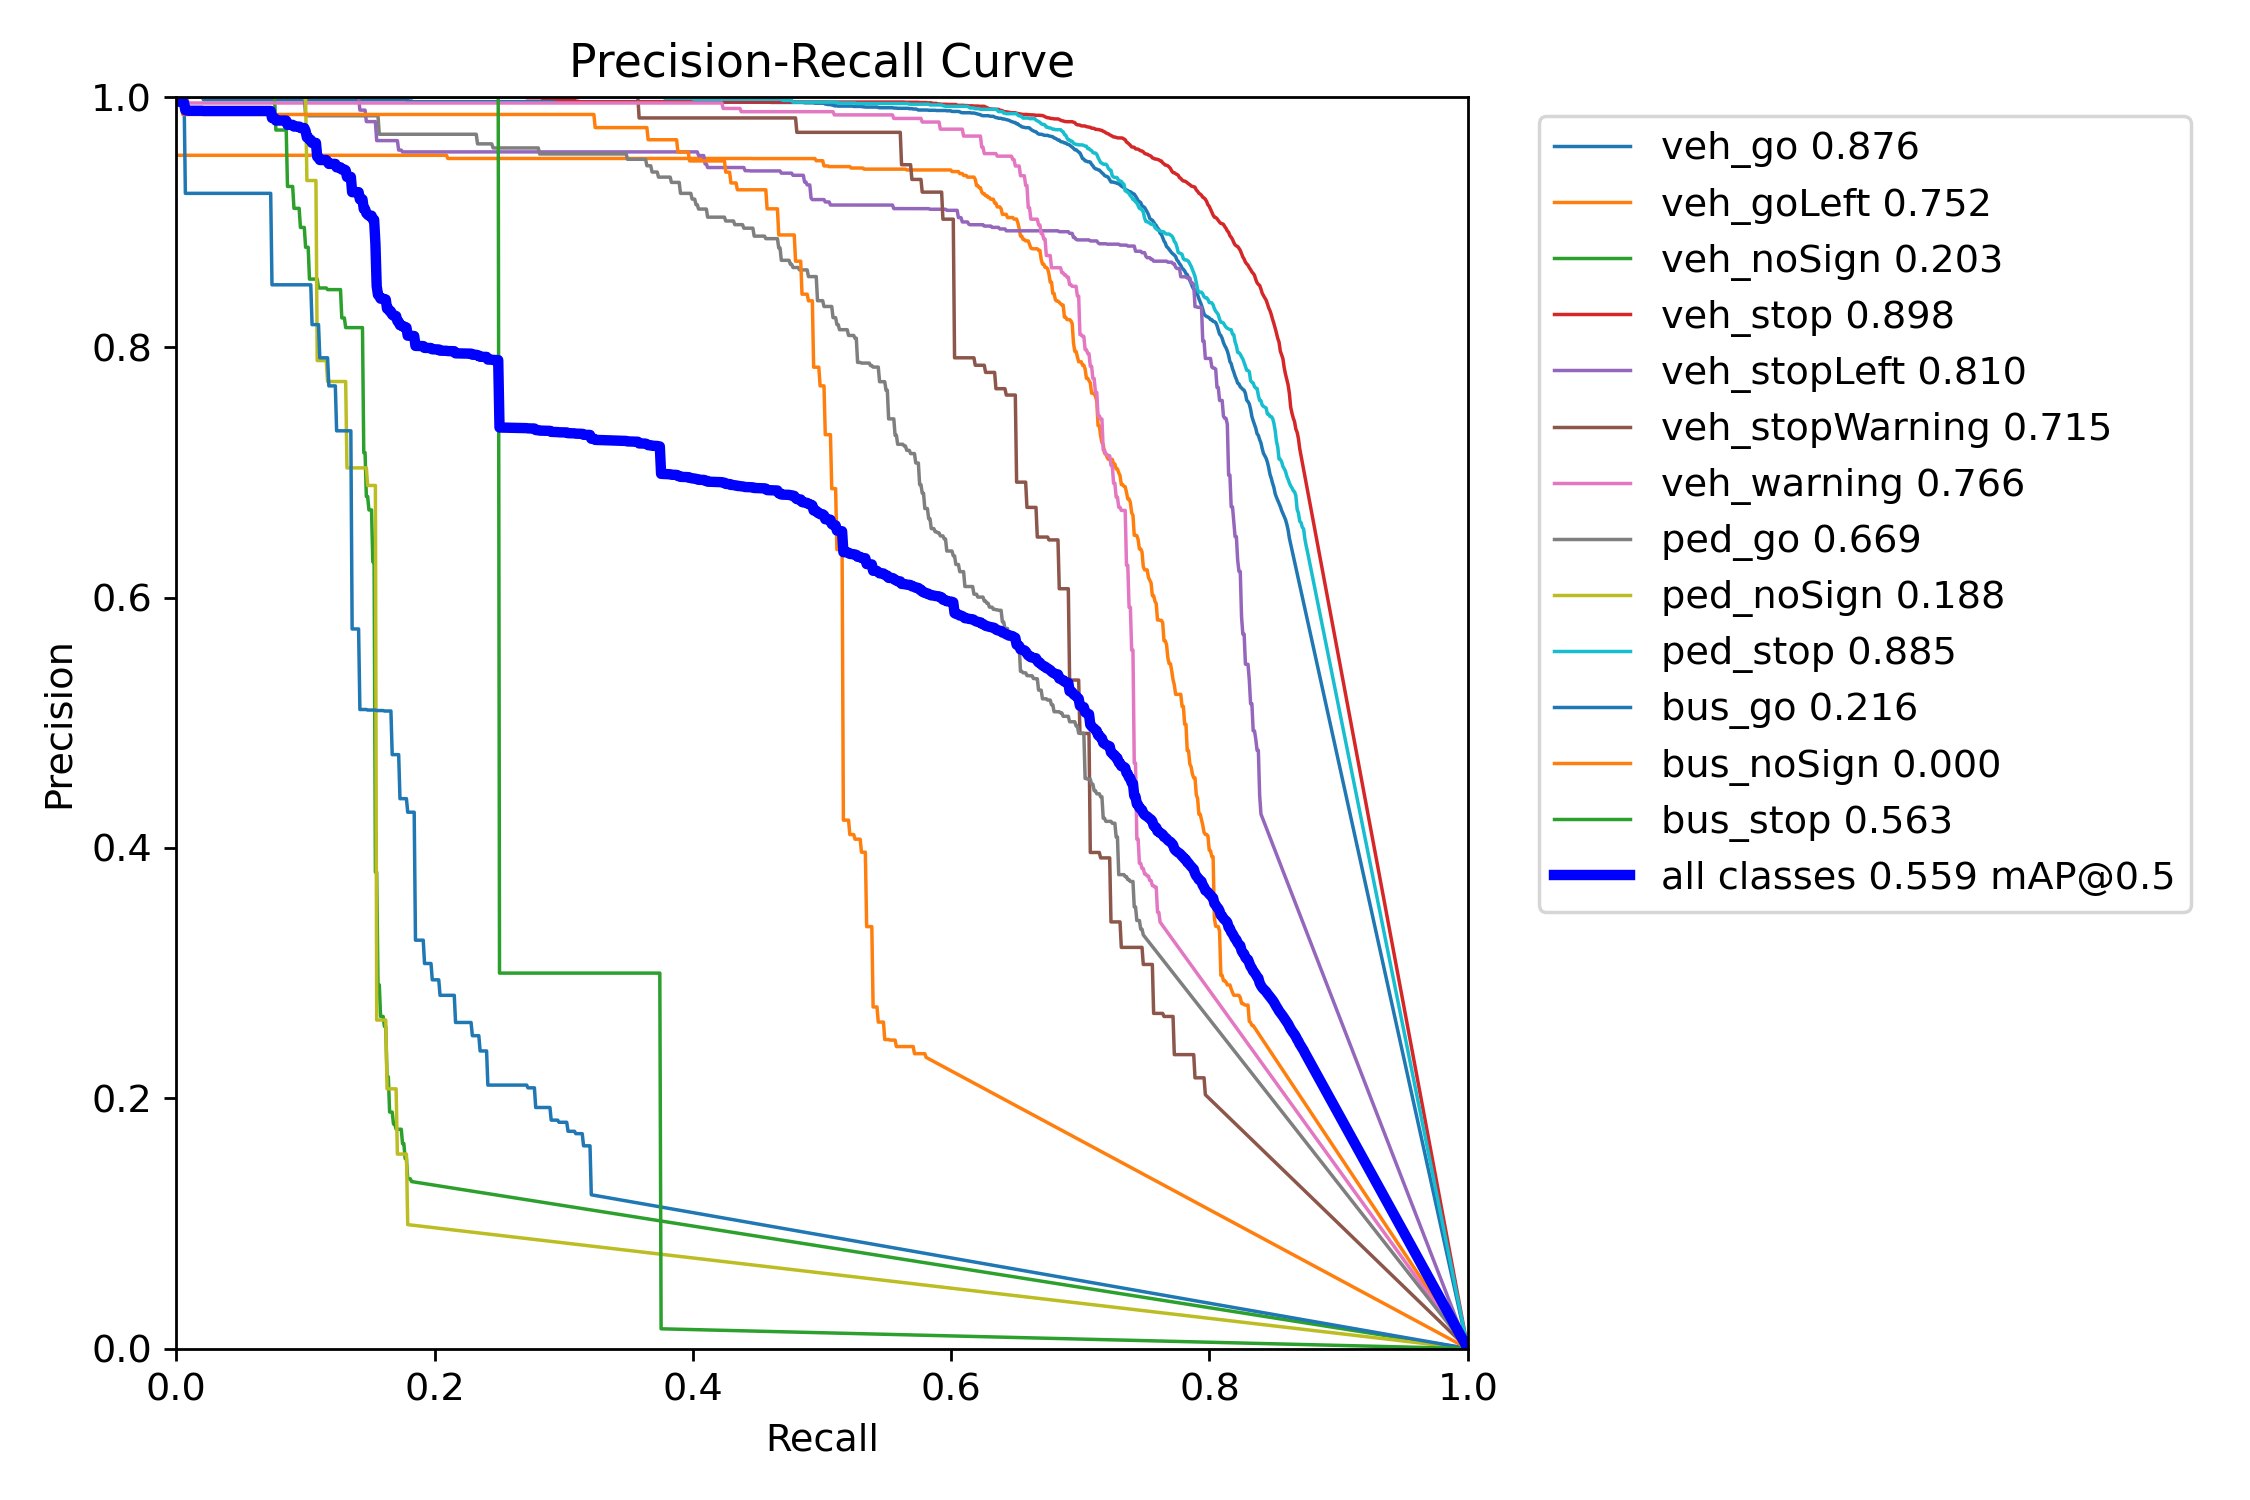 Precision-Recall Curve
1.0
0.8
0.6
0.4
0.2
0.0
Precision
0.0 0.2 0.4 0.6 0.8 1.0
Recall
veh_go 0.876
veh_goLeft 0.752
veh_noSign 0.203
veh_stop 0.898
veh_stopLeft 0.810
veh_stopWarning 0.715
veh_warning 0.766
ped_go 0.669
ped_noSign 0.188
ped_stop 0.885
bus_go 0.216
bus_noSign 0.000
bus_stop 0.563
all classes 0.559 mAP@0.5